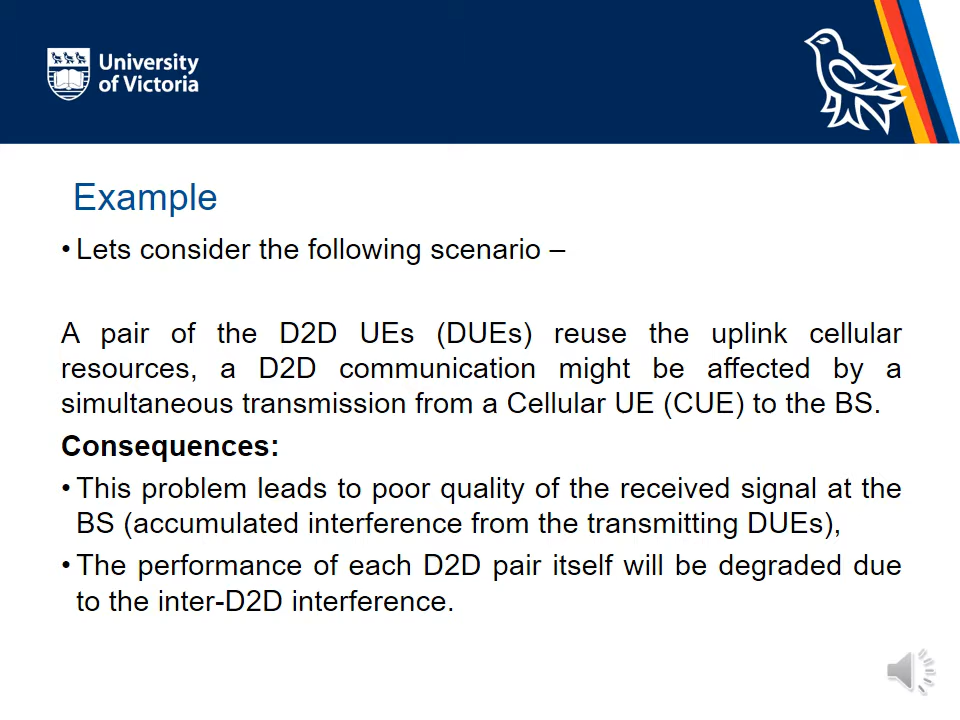 University
of Victoria
Example
• Lets consider the following scenario –
A pair of the D2D UEs (DUEs) reuse the uplink cellular
resources, a D2D communication might be affected by a
simultaneous transmission from a Cellular UE (CUE) to the BS.
Consequences:
• This problem leads to poor quality of the received signal at the
BS (accumulated interference from the transmitting DUEs),
• The performance of each D2D pair itself will be degraded due
to the inter-D2D interference.